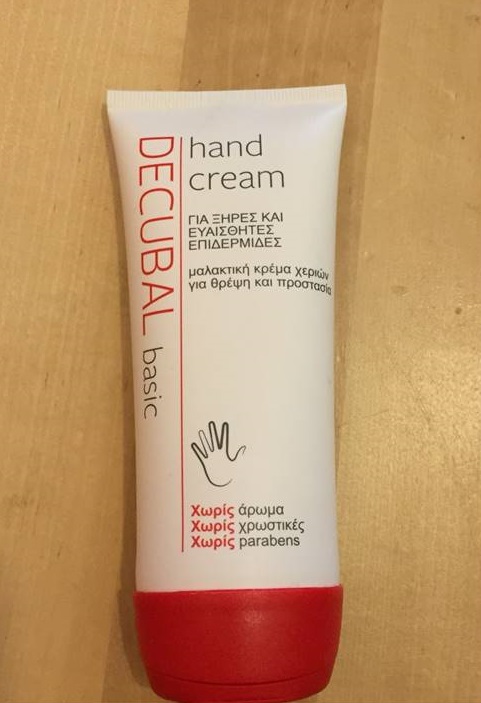 DECUBAL basic
hand
cream
ΓΙΑ ΞΗΡΕΣ ΚΑΙ
ΕΥΑΙΣΘΗΤΕΣ
ΕΠΙΔΕΡΜΙΔΕΣ
μαλακτική κρέμα χεριών
για θρέψη και προστασία
Χωρίς άρωμα
Χωρίς χρωστικές
Χωρίς parabens